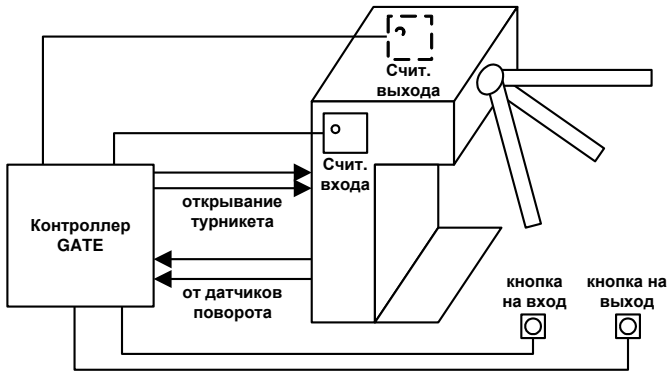 Счит.
выхода
Счит.
входа
открывание
турникета
Контроллер
GATE
от датчиков
поворота
кнопка
на вход
кнопка на
выход